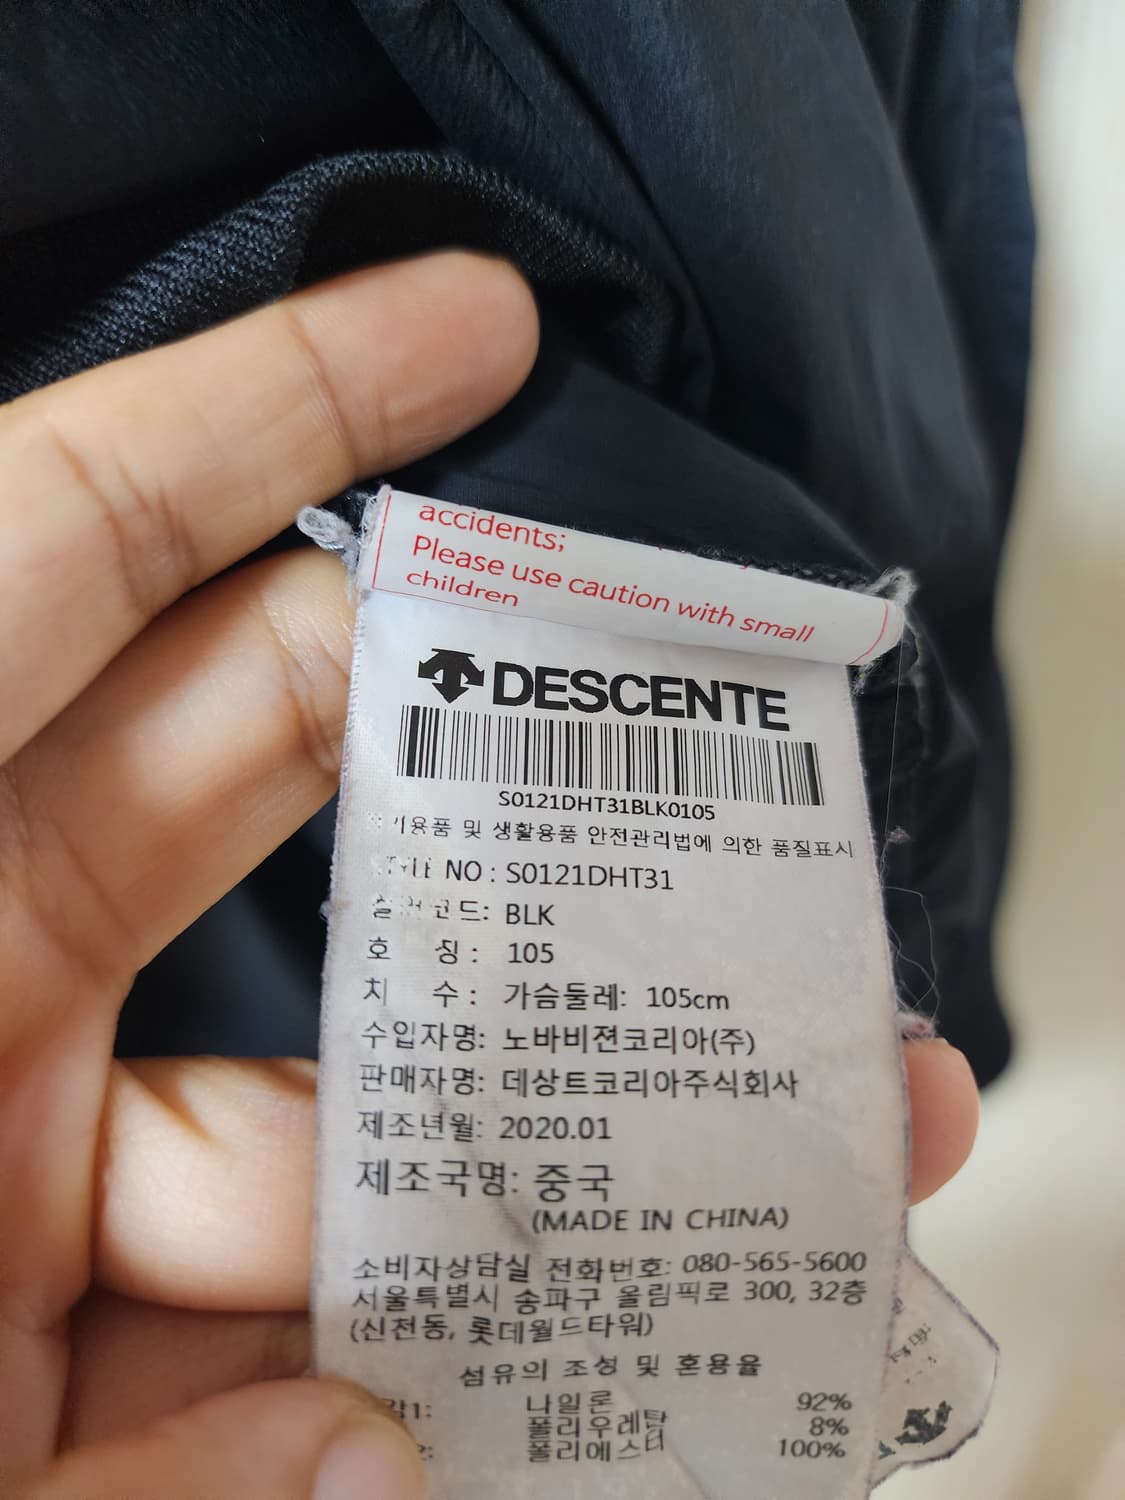 accidents;
Please use caution with small
children
DESCENTE
S0121DHT31BLK0105
및 생활용품 안전관리법에 의한 품질표시
NO : S0121DHT31
BLK
호 칭 : 105
치 수 : 가슴둘레: 105cm
수입자명: 노바비젼코리아(주)
판매자명: 데상트코리아주식회사
제조년월: 2020.01
제조국명: 중국
(MADE IN CHINA)
소비자상담실 전화번호: 080-565-5600
서울특별시 송파구 올림픽로 300, 32층
(신천동, 롯데월드타워)
섬유의 조성 및 혼용율
나일론 92%
폴리우레탄 8%
폴리에스터 100%